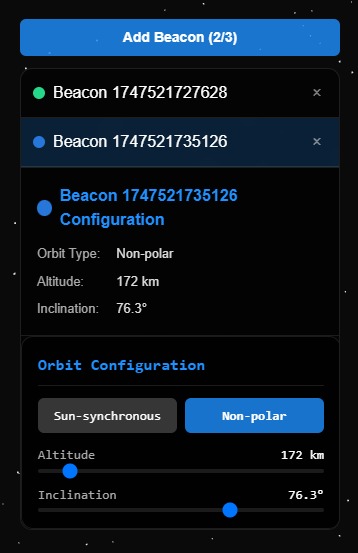 Add Beacon (2/3)
Beacon 1747521727628 ×
Beacon 1747521735126 ×
Beacon 1747521735126
Configuration
Orbit Type: Non-polar
Altitude: 172 km
Inclination: 76.3°
Orbit Configuration
Sun-synchronous Non-polar
Altitude 172 km
Inclination 76.3°